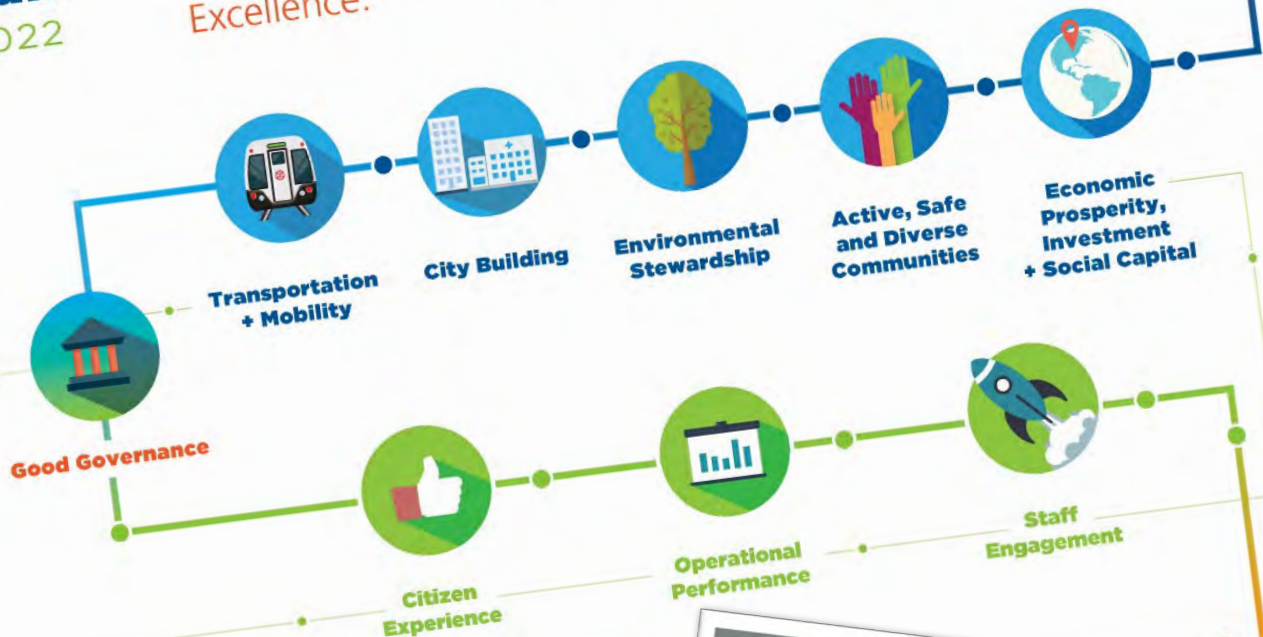 Excellence.
Transportation
+ Mobility
City Building
Environmental
Stewardship
Active, Safe
and Diverse
Communities
Economic
Prosperity,
Investment
+ Social Capital
Good Governance
Citizen
Experience
Operational
Performance
Staff
Engagement